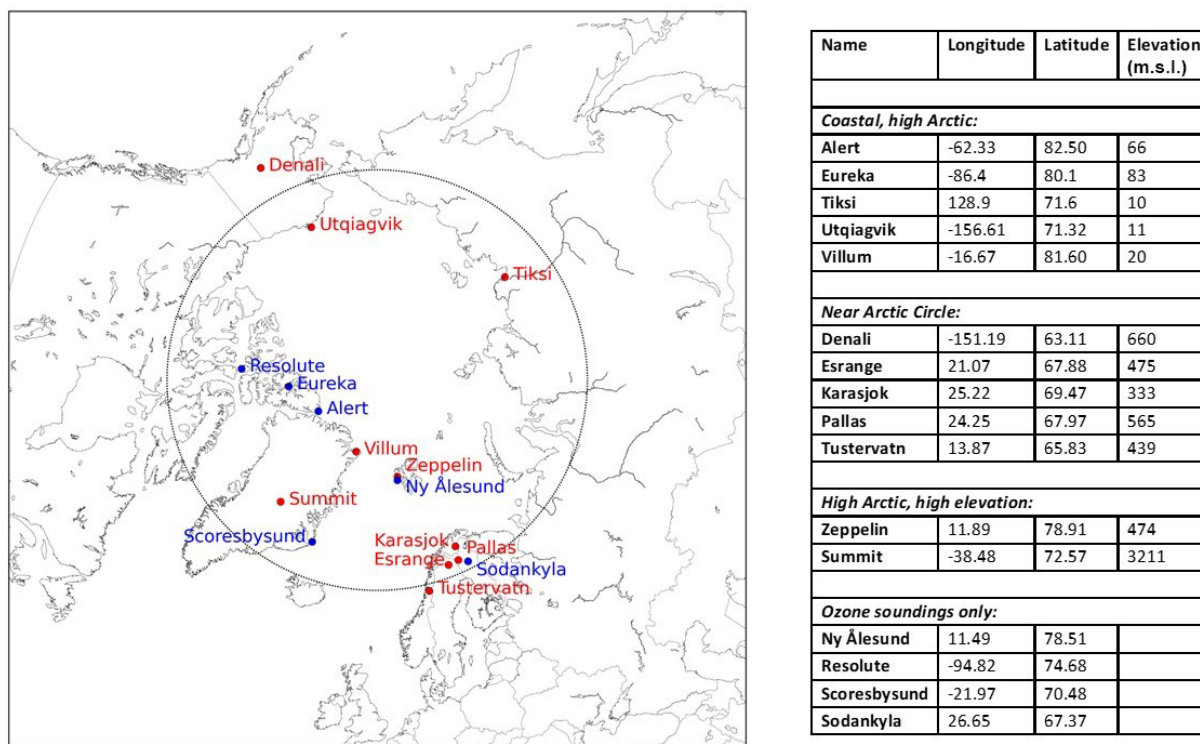 Denali
Utqiagvik
Tiksi
Resolute
Eureka
Alert
Villum
Zeppelin
Ny Ålesund
Summit
Scoresbysund
Karasjok
Pallas
Esrange
Sodankyla
Tustervatn
Name Longitude Latitude Elevation
(m.s.l.)
Coastal, high Arctic:
Alert -62.33 82.50 66
Eureka -86.4 80.1 83
Tiksi 128.9 71.6 10
Utqiagvik -156.61 71.32 11
Villum -16.67 81.60 20
Near Arctic Circle:
Denali -151.19 63.11 660
Esrange 21.07 67.88 475
Karasjok 25.22 69.47 333
Pallas 24.25 67.97 565
Tustervatn 13.87 65.83 439
High Arctic, high elevation:
Zeppelin 11.89 78.91 474
Summit -38.48 72.57 3211
Ozone soundings only:
Ny Ålesund 11.49 78.51
Resolute -94.82 74.68
Scoresbysund -21.97 70.48
Sodankyla 26.65 67.37